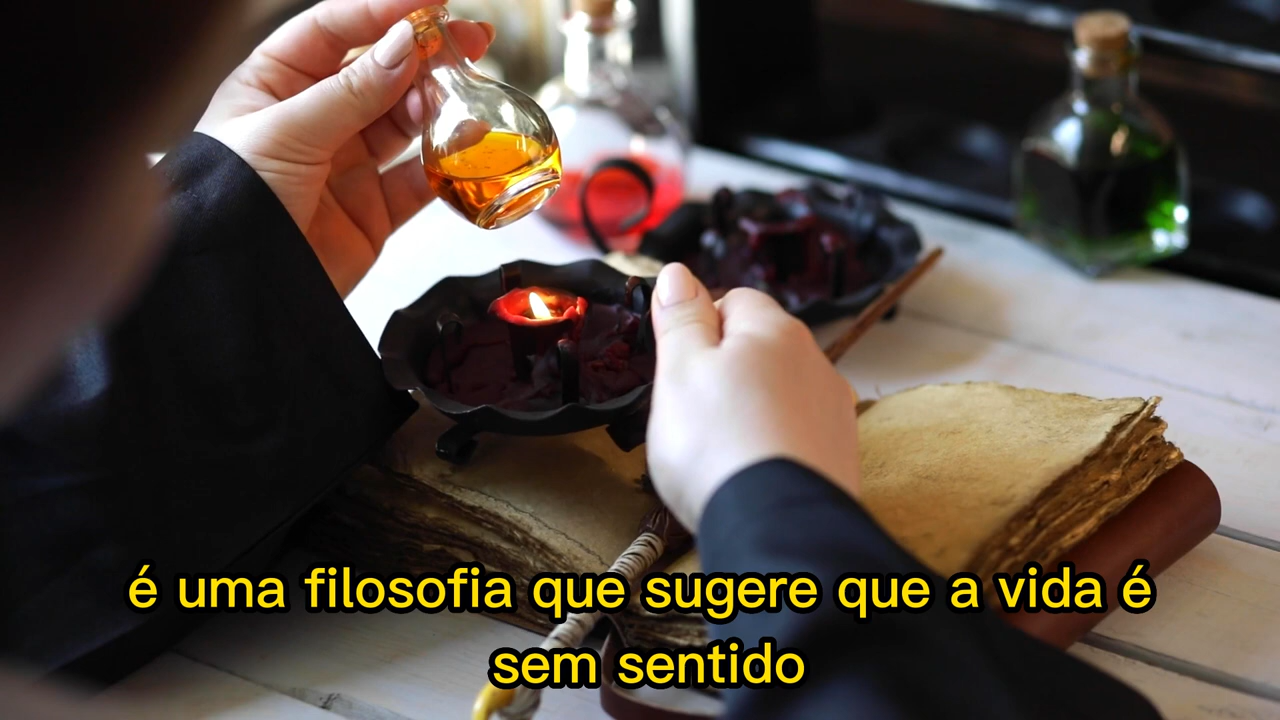 é uma filosofia que sugere que a vida é
sem sentido